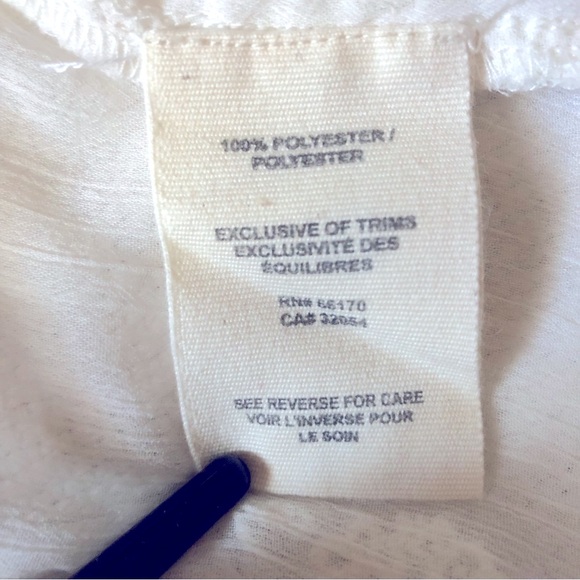 100% POLYESTER /
POLYESTER
EXCLUSIVE OF TRIMS
EXCLUSIVITÉ DES
ÉQUILIBRES
RN# 66170
CA# 32054
SEE REVERSE FOR CARE
VOIR L'INVERSE POUR
LE SOIN